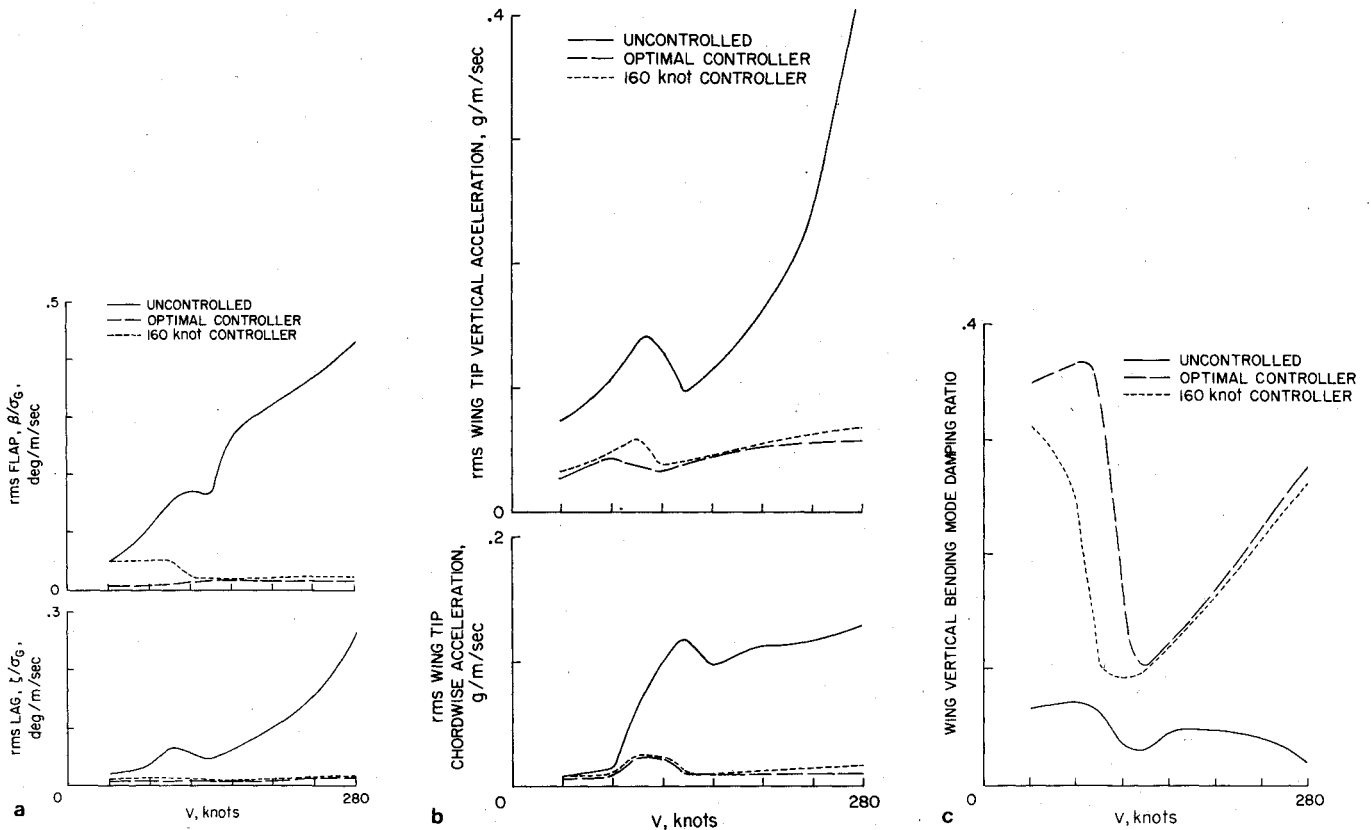 .5
UNCONTROLLED
OPTIMAL CONTROLLER
160 knot CONTROLLER
rms FLAP, β/σG,
deg/m/sec
0
.3
rms LAG, ζ/σG,
deg/m/sec
0
280
V, knots
a
.4
UNCONTROLLED
OPTIMAL CONTROLLER
160 knot CONTROLLER
rms WING TIP VERTICAL ACCELERATION, g/m/sec
0
.2
rms WING TIP
CHORDWISE ACCELERATION,
g/m/sec
0
280
V, knots
b
.4
UNCONTROLLED
OPTIMAL CONTROLLER
160 knot CONTROLLER
WING VERTICAL BENDING MODE DAMPING RATIO
0
280
V, knots
c